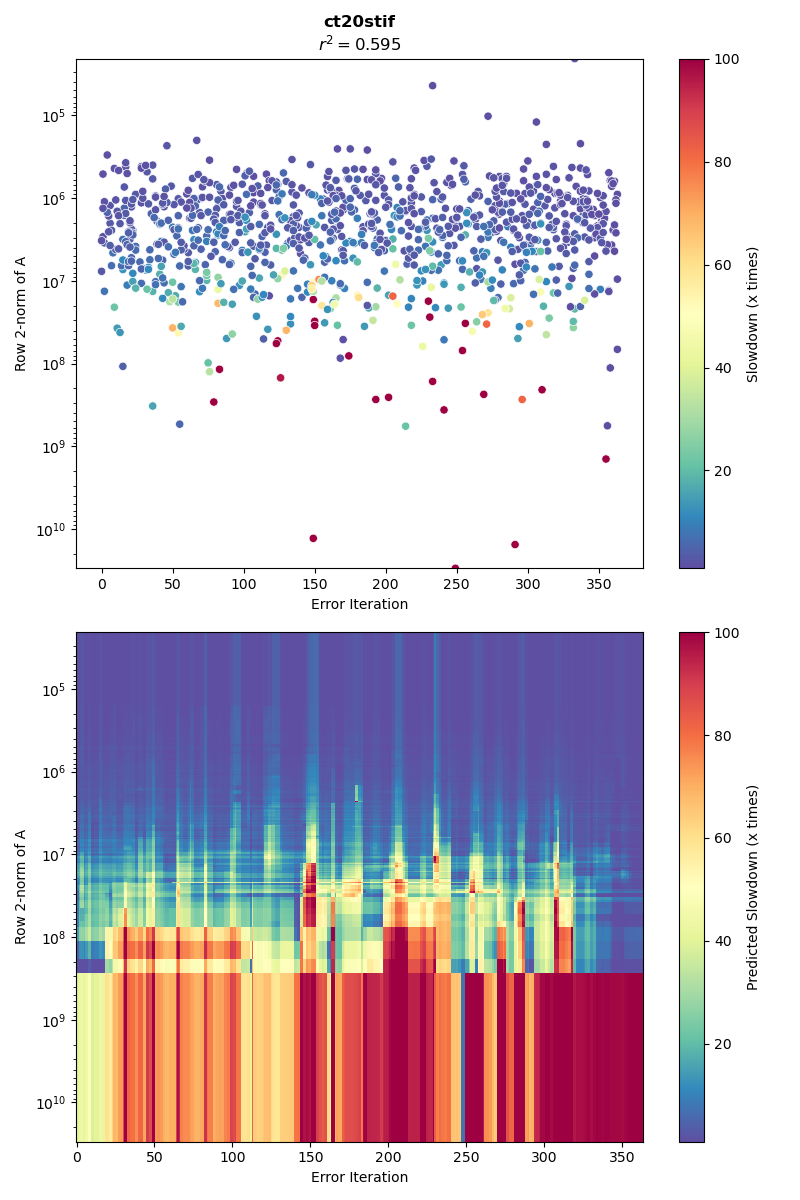 ct20stif
r² = 0.595
Row 2-norm of A
10⁵
10⁶
10⁷
10⁸
10⁹
10¹⁰
0 50 100 150 200 250 300 350
Error Iteration
100
80
60
40
20
Slowdown (x times)
Row 2-norm of A
10⁵
10⁶
10⁷
10⁸
10⁹
10¹⁰
0 50 100 150 200 250 300 350
Error Iteration
100
80
60
40
20
Predicted Slowdown (x times)